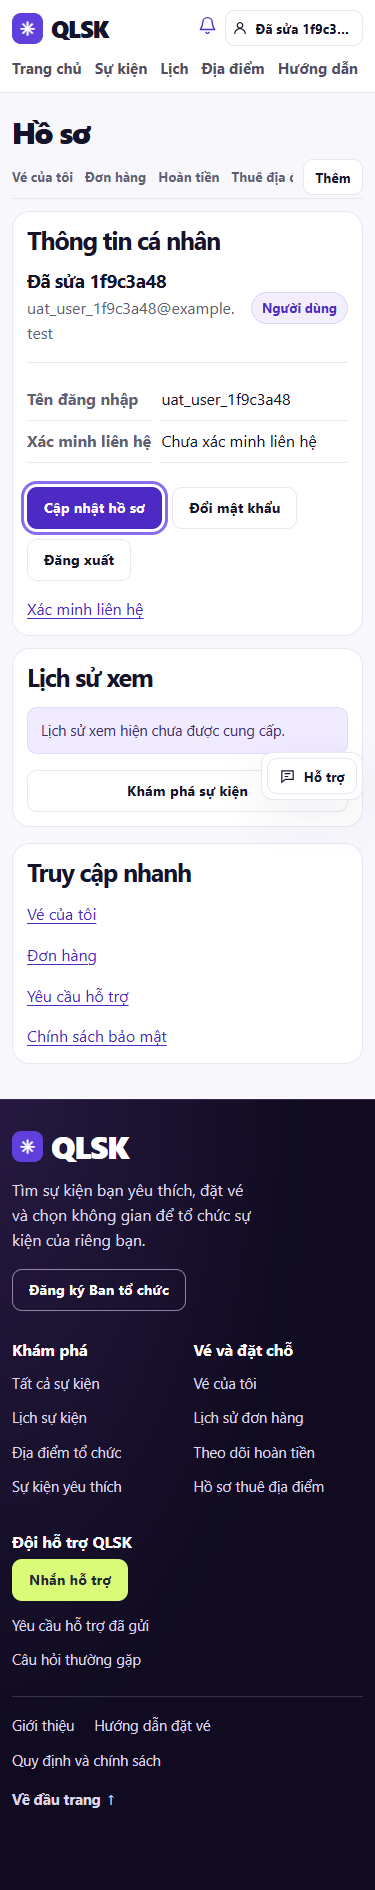 QLSK
Đã sửa 1f9c3...
Trang chủ Sự kiện Lịch Địa điểm Hướng dẫn
Hồ sơ
Vé của tôi Đơn hàng Hoàn tiền Thuê địa Thêm
Thông tin cá nhân
Đã sửa 1f9c3a48
uat_user_1f9c3a48@example.
test
Người dùng
Tên đăng nhập uat_user_1f9c3a48
Xác minh liên hệ Chưa xác minh liên hệ
Cập nhật hồ sơ Đổi mật khẩu
Đăng xuất
Xác minh liên hệ
Lịch sử xem
Lịch sử xem hiện chưa được cung cấp.
Khám phá sự kiện
Hỗ trợ
Truy cập nhanh
Vé của tôi
Đơn hàng
Yêu cầu hỗ trợ
Chính sách bảo mật
QLSK
Tìm sự kiện bạn yêu thích, đặt vé
và chọn không gian để tổ chức sự
kiện của riêng bạn.
Đăng ký Ban tổ chức
Khám phá
Tất cả sự kiện
Lịch sự kiện
Địa điểm tổ chức
Sự kiện yêu thích
Vé và đặt chỗ
Vé của tôi
Lịch sử đơn hàng
Theo dõi hoàn tiền
Hồ sơ thuê địa điểm
Đội hỗ trợ QLSK
Nhắn hỗ trợ
Yêu cầu hỗ trợ đã gửi
Câu hỏi thường gặp
Giới thiệu Hướng dẫn đặt vé
Quy định và chính sách
Về đầu trang ↑